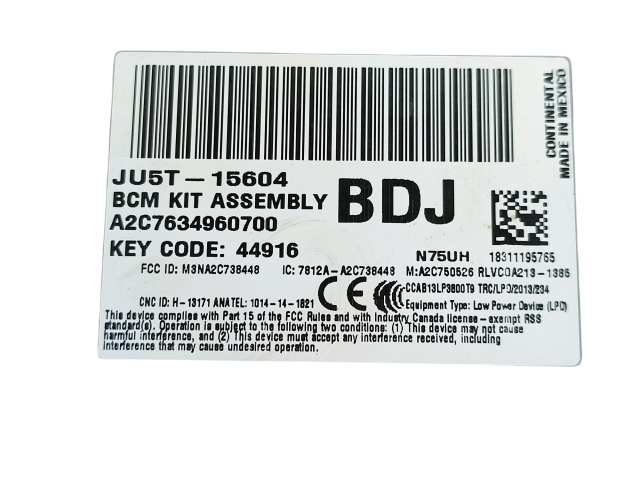 CONTINENTAL
MADE IN MEXICO
JU5T-15604
BCM KIT ASSEMBLY
BDJ
A2C7634960700
KEY CODE: 44916
N75UH 18311195765
FCC ID: M3NA2C738448 IC: 7812A-A2C738448 M:A2C750626 RLVCOA213-1385
CE CCAB13LP3800T9 TRC/LPD/2013/234
CNC ID: H-13171 ANATEL: 1014-14-1621
Equipment Type: Low Power Device (LPD)
This device complies with Part 15 of the FCC Rules and with Industry Canada license-exempt RSS
standard(s). Operation is subject to the following two conditions: (1) This device may not cause
harmful interference, and (2) This device must accept any interference received, including
interference that may cause undesired operation.